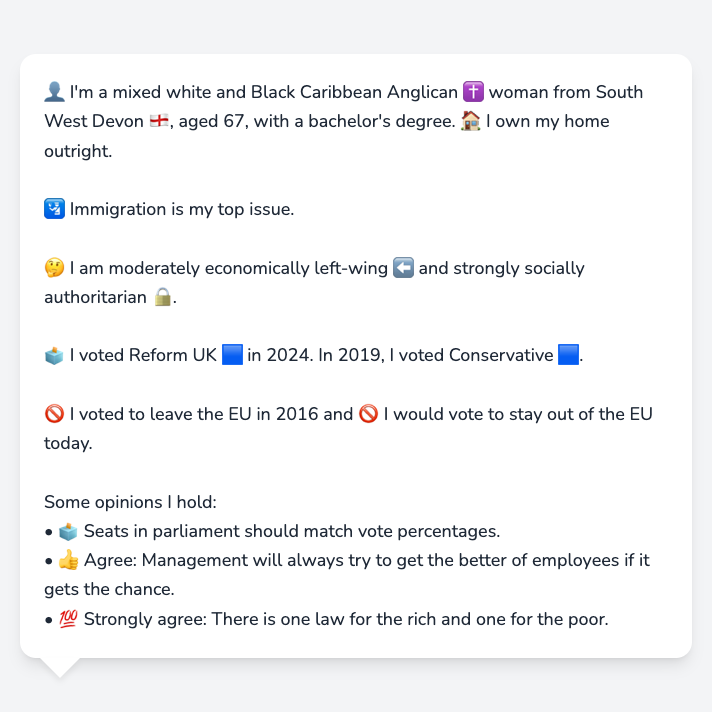 👤 I'm a mixed white and Black Caribbean Anglican ✝️ woman from South
West Devon 🏴󠁧󠁢󠁥󠁮󠁧󠁿, aged 67, with a bachelor's degree. 🏠 I own my home
outright.
🛂 Immigration is my top issue.
🤔 I am moderately economically left-wing ⬅️ and strongly socially
authoritarian 🔒.
🗳️ I voted Reform UK 🟦 in 2024. In 2019, I voted Conservative 🟦.
🚫 I voted to leave the EU in 2016 and 🚫 I would vote to stay out of the EU
today.
Some opinions I hold:
• 🗳️ Seats in parliament should match vote percentages.
• 👍 Agree: Management will always try to get the better of employees if it
gets the chance.
• 💯 Strongly agree: There is one law for the rich and one for the poor.